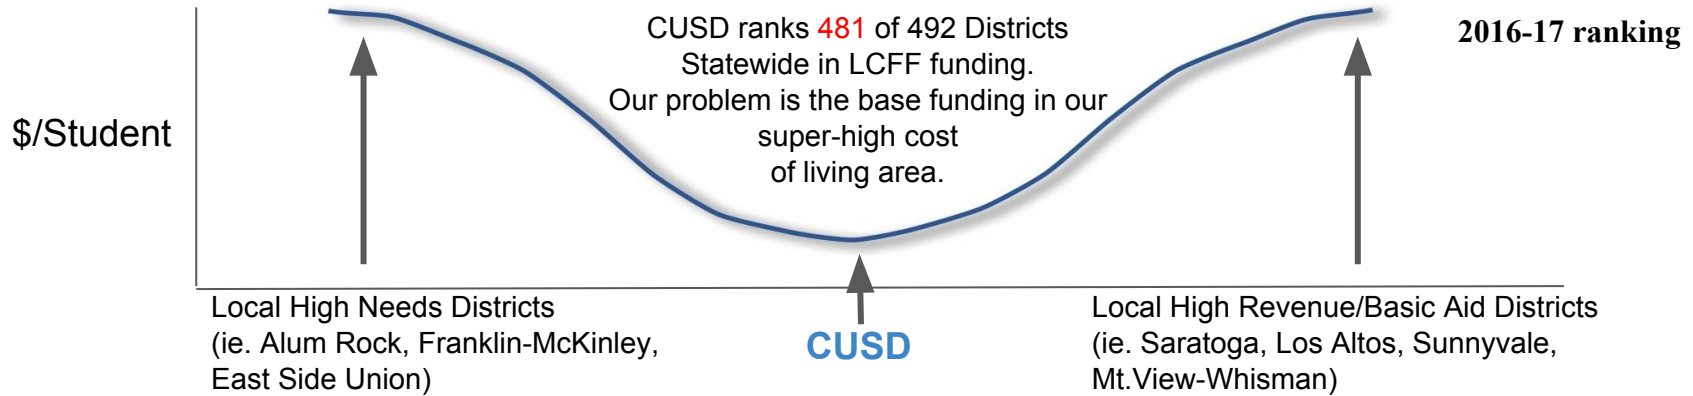 CUSD ranks 481 of 492 Districts
Statewide in LCFF funding.
Our problem is the base funding in our
super-high cost
of living area.
2016-17 ranking
$/Student
Local High Needs Districts
(ie. Alum Rock, Franklin-McKinley,
East Side Union)
CUSD
Local High Revenue/Basic Aid Districts
(ie. Saratoga, Los Altos, Sunnyvale,
Mt.View-Whisman)